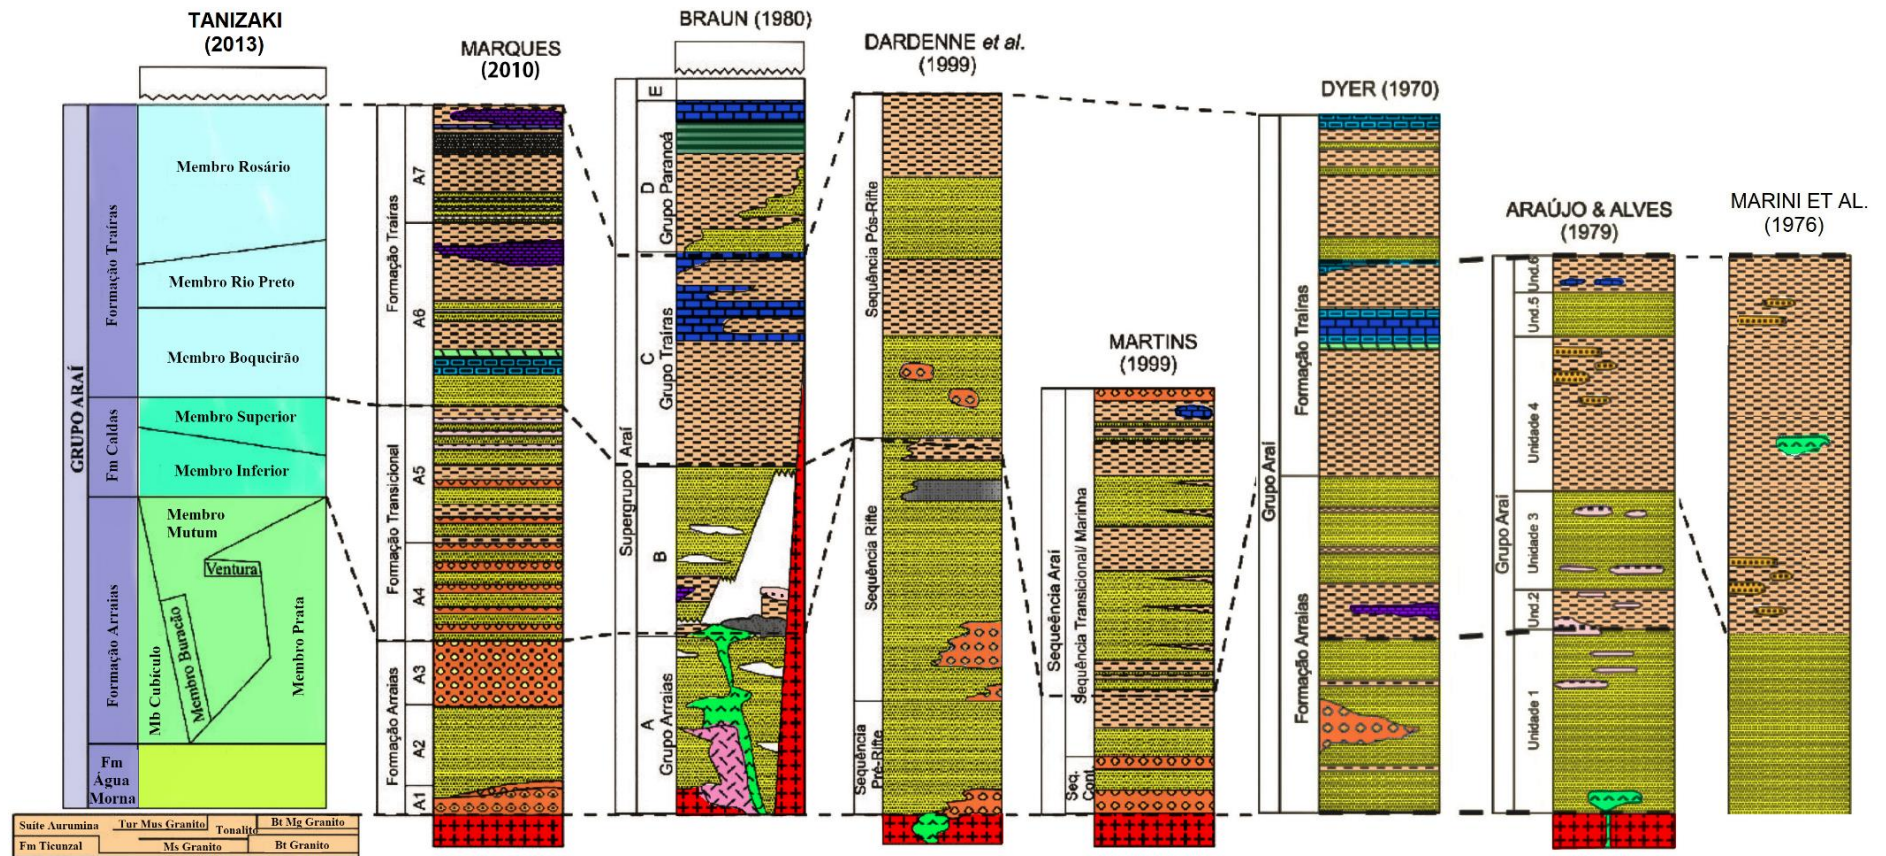 TANIZAKI
(2013)
GRUPO ARAÍ
Formação Traíras
Fm Caldas
Formação Arraias
Fm
Água
Morna
Membro Rosário
Membro Rio Preto
Membro Boqueirão
Membro Superior
Membro Inferior
Membro
Mutum
Ventura
Mb Cubículo
Membro Buracão
Membro Prata
Suíte Aurumina
Tur Mus Granito
Tonalito
Bt Mg Granito
Fm Ticunzal
Ms Granito
Bt Granito
MARQUES
(2010)
Formação Traíras
A7
A6
Formação Transicional
A5
A4
Formação Arraias
A3
A2
A1
BRAUN (1980)
Supergrupo Araí
E
D
Grupo Paranoá
C
Grupo Traíras
B
A
Grupo Arraias
DARDENNE et al.
(1999)
Sequência Pós-Rifte
Sequência Rifte
Sequência
Pré-Rifte
MARTINS
(1999)
Sequeência Araí
Sequência Transicional/ Marinha
Seq.
Cont.
DYER (1970)
Grupo Araí
Formação Traíras
Formação Arraias
ARAÚJO & ALVES
(1979)
Grupo Araí
Und.6
Und.5
Unidade 4
Unidade 3
Und.2
Unidade 1
MARINI ET AL.
(1976)